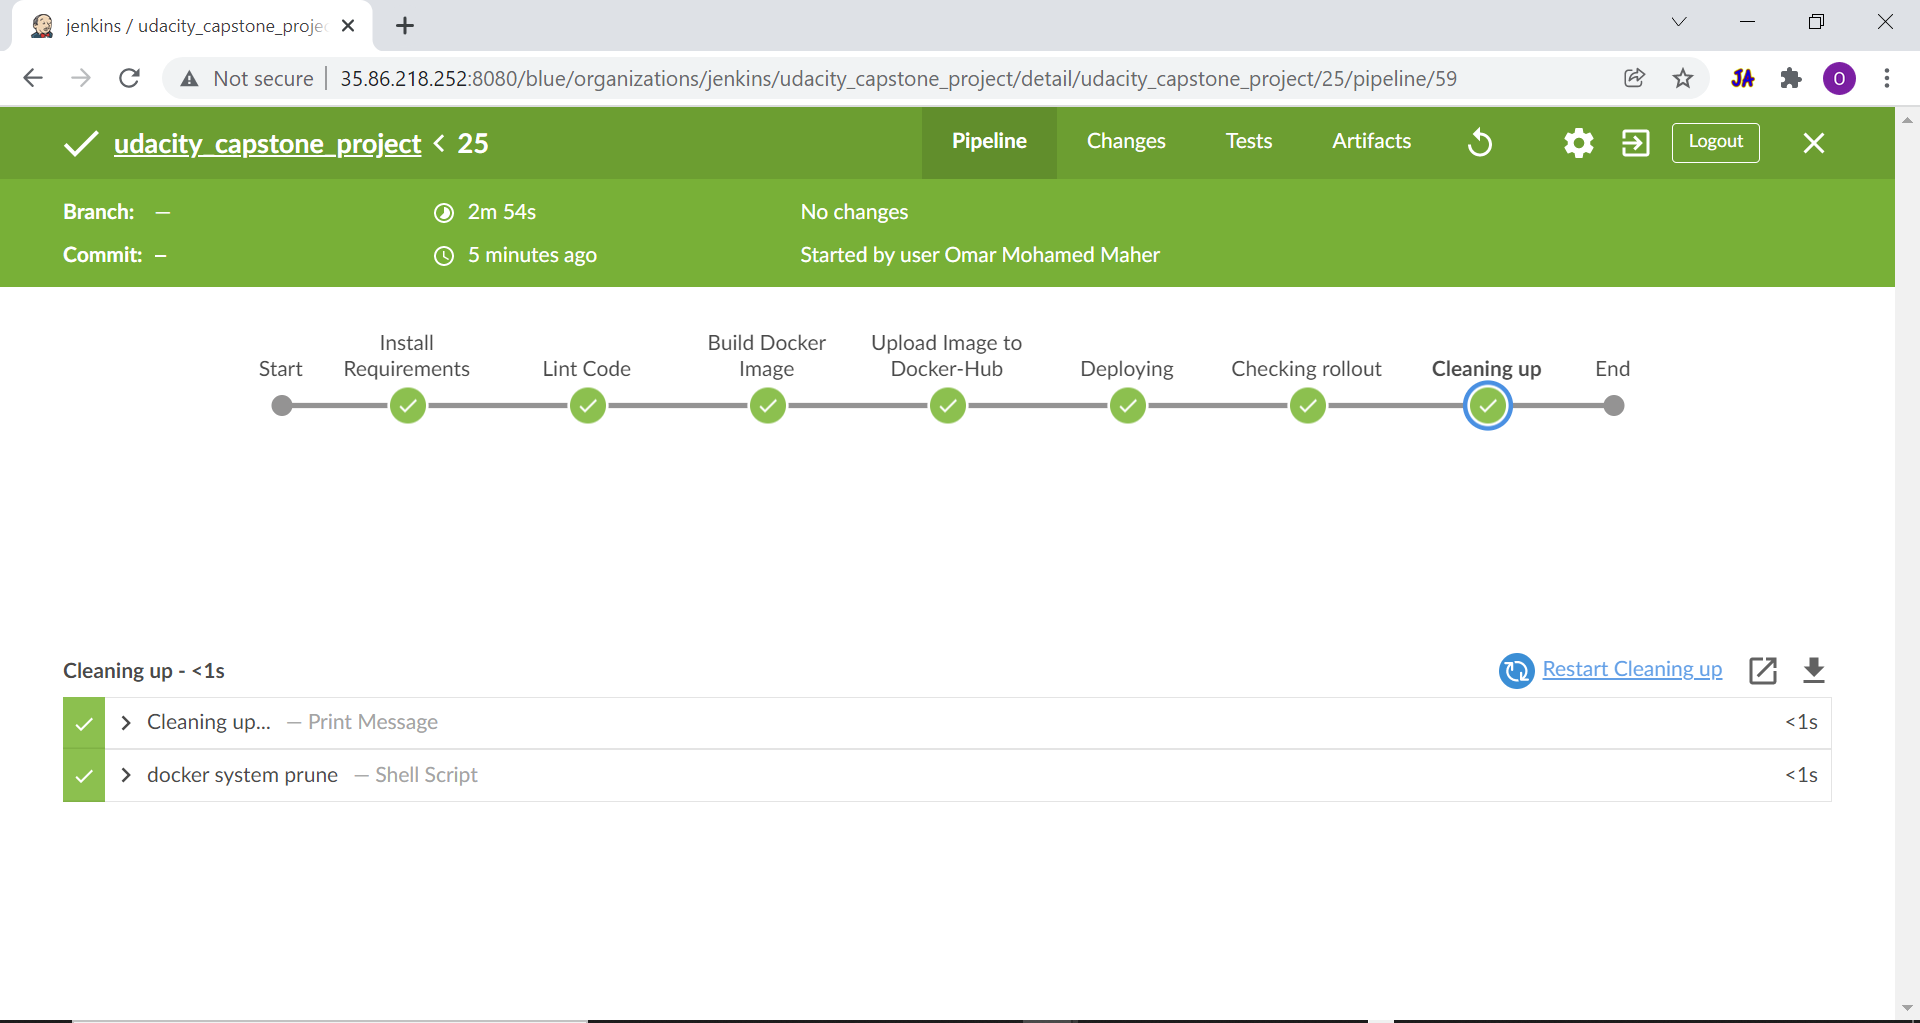 jenkins / udacity_capstone_proje
Not secure
35.86.218.252:8080/blue/organizations/jenkins/udacity_capstone_project/detail/udacity_capstone_project/25/pipeline/59
JA
O
udacity_capstone_project < 25
Pipeline
Changes
Tests
Artifacts
Logout
Branch: —
2m 54s
No changes
Commit: –
5 minutes ago
Started by user Omar Mohamed Maher
Start
Install
Requirements
Lint Code
Build Docker
Image
Upload Image to
Docker-Hub
Deploying
Checking rollout
Cleaning up
End
Cleaning up - <1s
Restart Cleaning up
Cleaning up... — Print Message
<1s
docker system prune — Shell Script
<1s